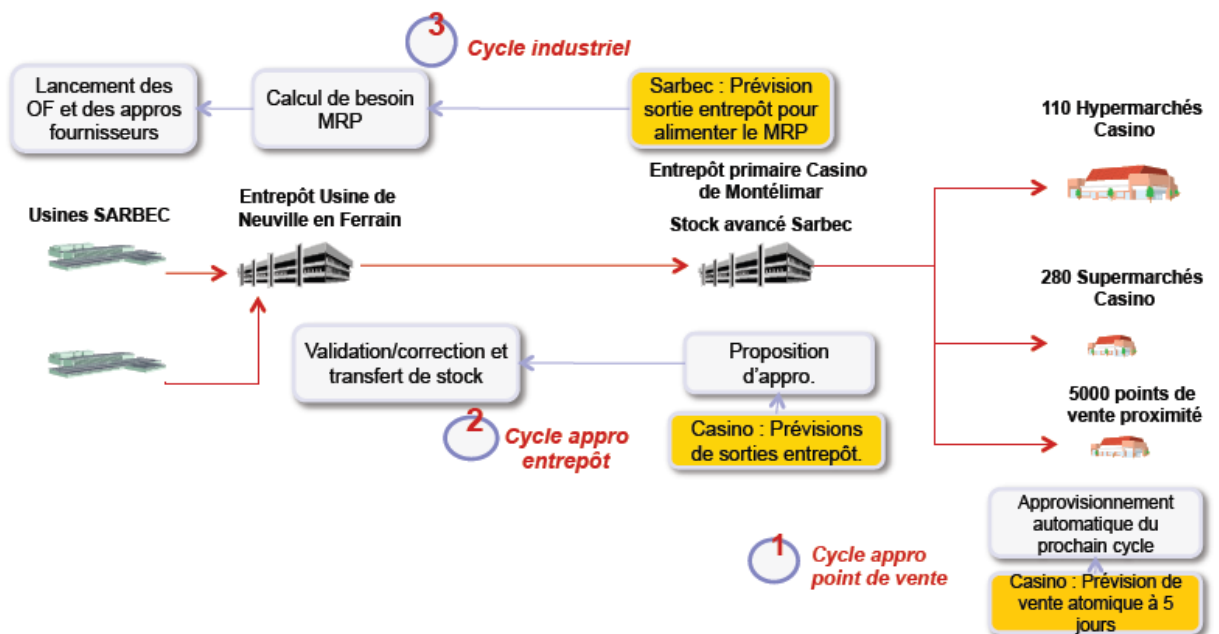 3
Cycle industriel
Lancement des
OF et des appros
fournisseurs
Calcul de besoin
MRP
Sarbec : Prévision
sortie entrepôt pour
alimenter le MRP
110 Hypermarchés
Casino
Usines SARBEC
Entrepôt Usine de
Neuville en Ferrain
Entrepôt primaire Casino
de Montélimar
Stock avancé Sarbec
280 Supermarchés
Casino
Validation/correction et
transfert de stock
Proposition
d'appro.
5000 points de
vente proximité
2
Cycle appro
entrepôt
Casino : Prévisions
de sorties entrepôt.
1
Cycle appro
point de vente
Approvisionnement
automatique du
prochain cycle
Casino : Prévision de
vente atomique à 5
jours